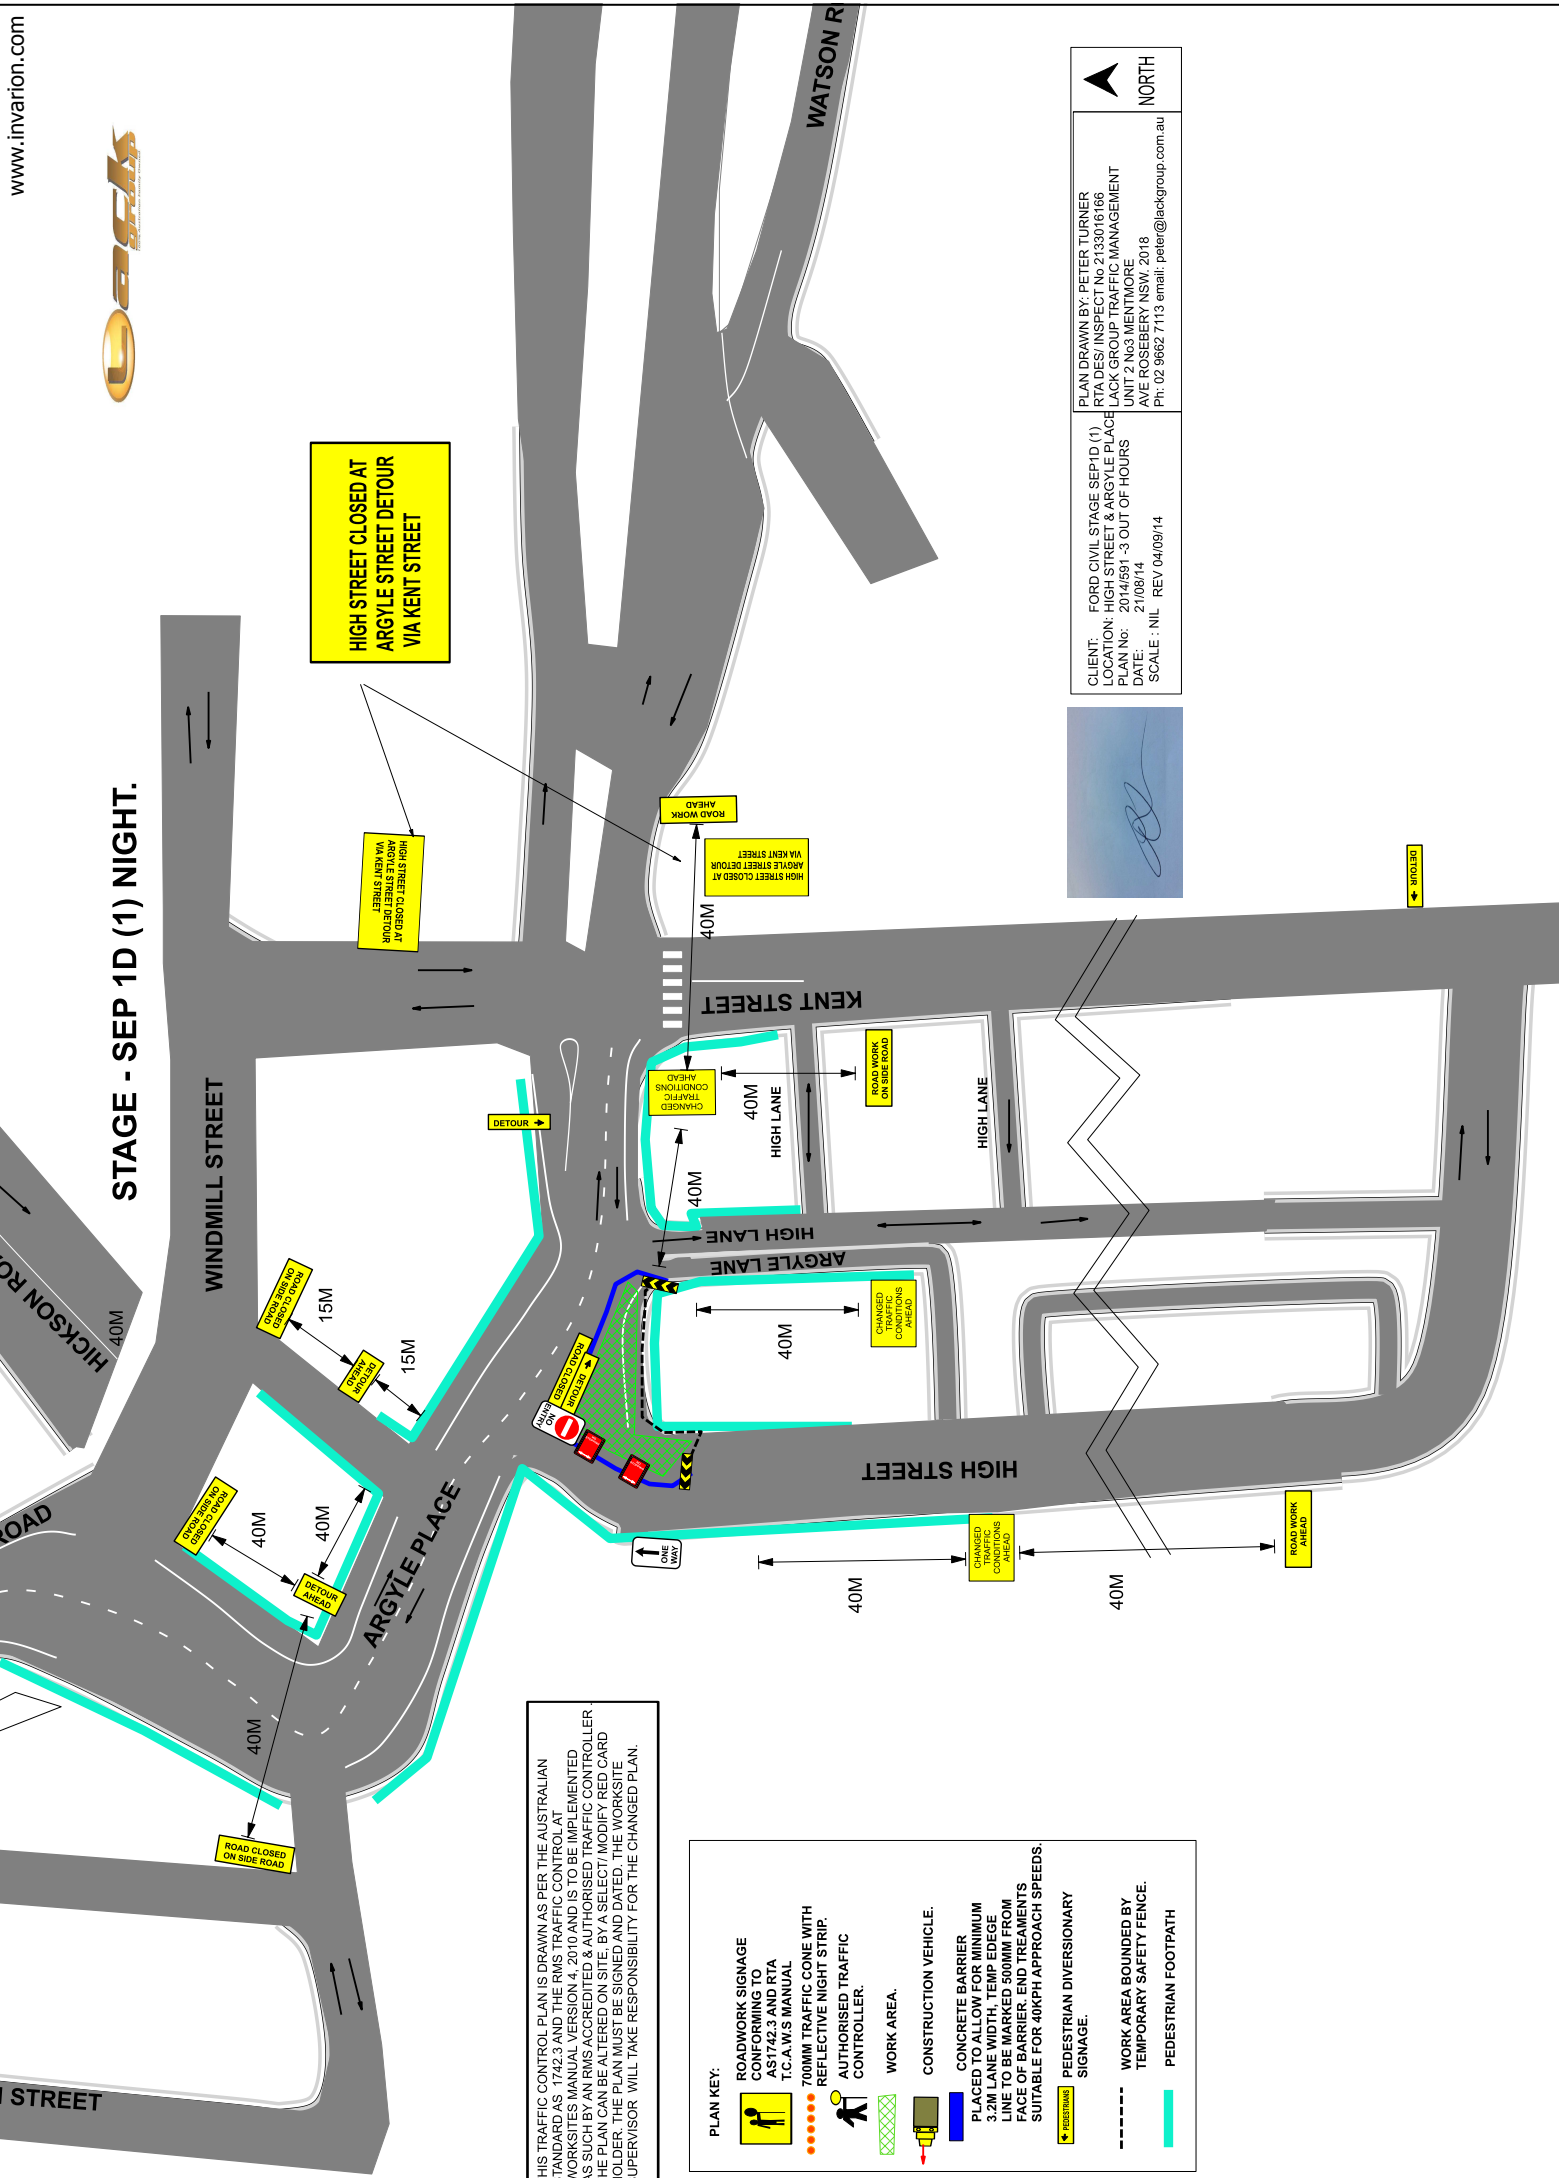 www.invarion.com
Lack
group
STAGE - SEP 1D (1) NIGHT.
HIGH STREET CLOSED AT
ARGYLE STREET DETOUR
VIA KENT STREET
HIGH STREET CLOSED AT
ARGYLE STREET DETOUR
VIA KENT STREET
HIGH STREET CLOSED AT
ARGYLE STREET DETOUR
VIA KENT STREET
ROAD WORK
AHEAD
40M
WATSON R
WINDMILL STREET
HICKSON RO
40M
ROAD
ROAD CLOSED
ON SIDE ROAD
15M
DETOUR
AHEAD
15M
ROAD CLOSED
ON SIDE ROAD
40M
40M
DETOUR
AHEAD
40M
ROAD CLOSED
ON SIDE ROAD
ARGYLE PLACE
DETOUR
ROAD CLOSED
DETOUR
NO
ENTRY
CHANGED
TRAFFIC
CONDITIONS
AHEAD
40M
40M
KENT STREET
HIGH LANE
ROAD WORK
ON SIDE ROAD
HIGH LANE
HIGH LANE
ARGYLE LANE
40M
CHANGED
TRAFFIC
CONDITIONS
AHEAD
HIGH STREET
ONE
WAY
40M
CHANGED
TRAFFIC
CONDITIONS
AHEAD
40M
ROAD WORK
AHEAD
DETOUR
STREET
HIS TRAFFIC CONTROL PLAN IS DRAWN AS PER THE AUSTRALIAN
STANDARD AS 1742.3 AND THE RMS TRAFFIC CONTROL AT
WORKSITES MANUAL VERSION 4, 2010 AND IS TO BE IMPLEMENTED
AS SUCH BY AN RMS ACCREDITED & AUTHORISED TRAFFIC CONTROLLER.
HE PLAN CAN BE ALTERED ON SITE, BY A SELECT/ MODIFY RED CARD
HOLDER. THE PLAN MUST BE SIGNED AND DATED. THE WORKSITE
SUPERVISOR WILL TAKE RESPONSIBILITY FOR THE CHANGED PLAN.
PLAN KEY:
ROADWORK SIGNAGE
CONFORMING TO
AS1742.3 AND RTA
T.C.A.W.S MANUAL
700MM TRAFFIC CONE WITH
REFLECTIVE NIGHT STRIP.
AUTHORISED TRAFFIC
CONTROLLER.
WORK AREA.
CONSTRUCTION VEHICLE.
CONCRETE BARRIER
PLACED TO ALLOW FOR MINIMUM
3.2M LANE WIDTH, TEMP EDEGE
LINE TO BE MARKED 500MM FROM
FACE OF BARRIER. END TREAMENTS
SUITABLE FOR 40KPH APPROACH SPEEDS.
PEDESTRIANS
PEDESTRIAN DIVERSIONARY
SIGNAGE.
WORK AREA BOUNDED BY
TEMPORARY SAFETY FENCE.
PEDESTRIAN FOOTPATH
CLIENT: FORD CIVIL STAGE SEP1D (1)
LOCATION: HIGH STREET & ARGYLE PLACE
PLAN No: 2014/591 -3 OUT OF HOURS
DATE: 21/08/14
SCALE : NIL REV 04/09/14
PLAN DRAWN BY: PETER TURNER
RTA DES/ INSPECT No 2133016166
LACK GROUP TRAFFIC MANAGEMENT
UNIT 2 No3 MENTMORE
AVE ROSEBERY NSW, 2018
Ph: 02 9662 7113 email: peter@lackgroup.com.au
NORTH